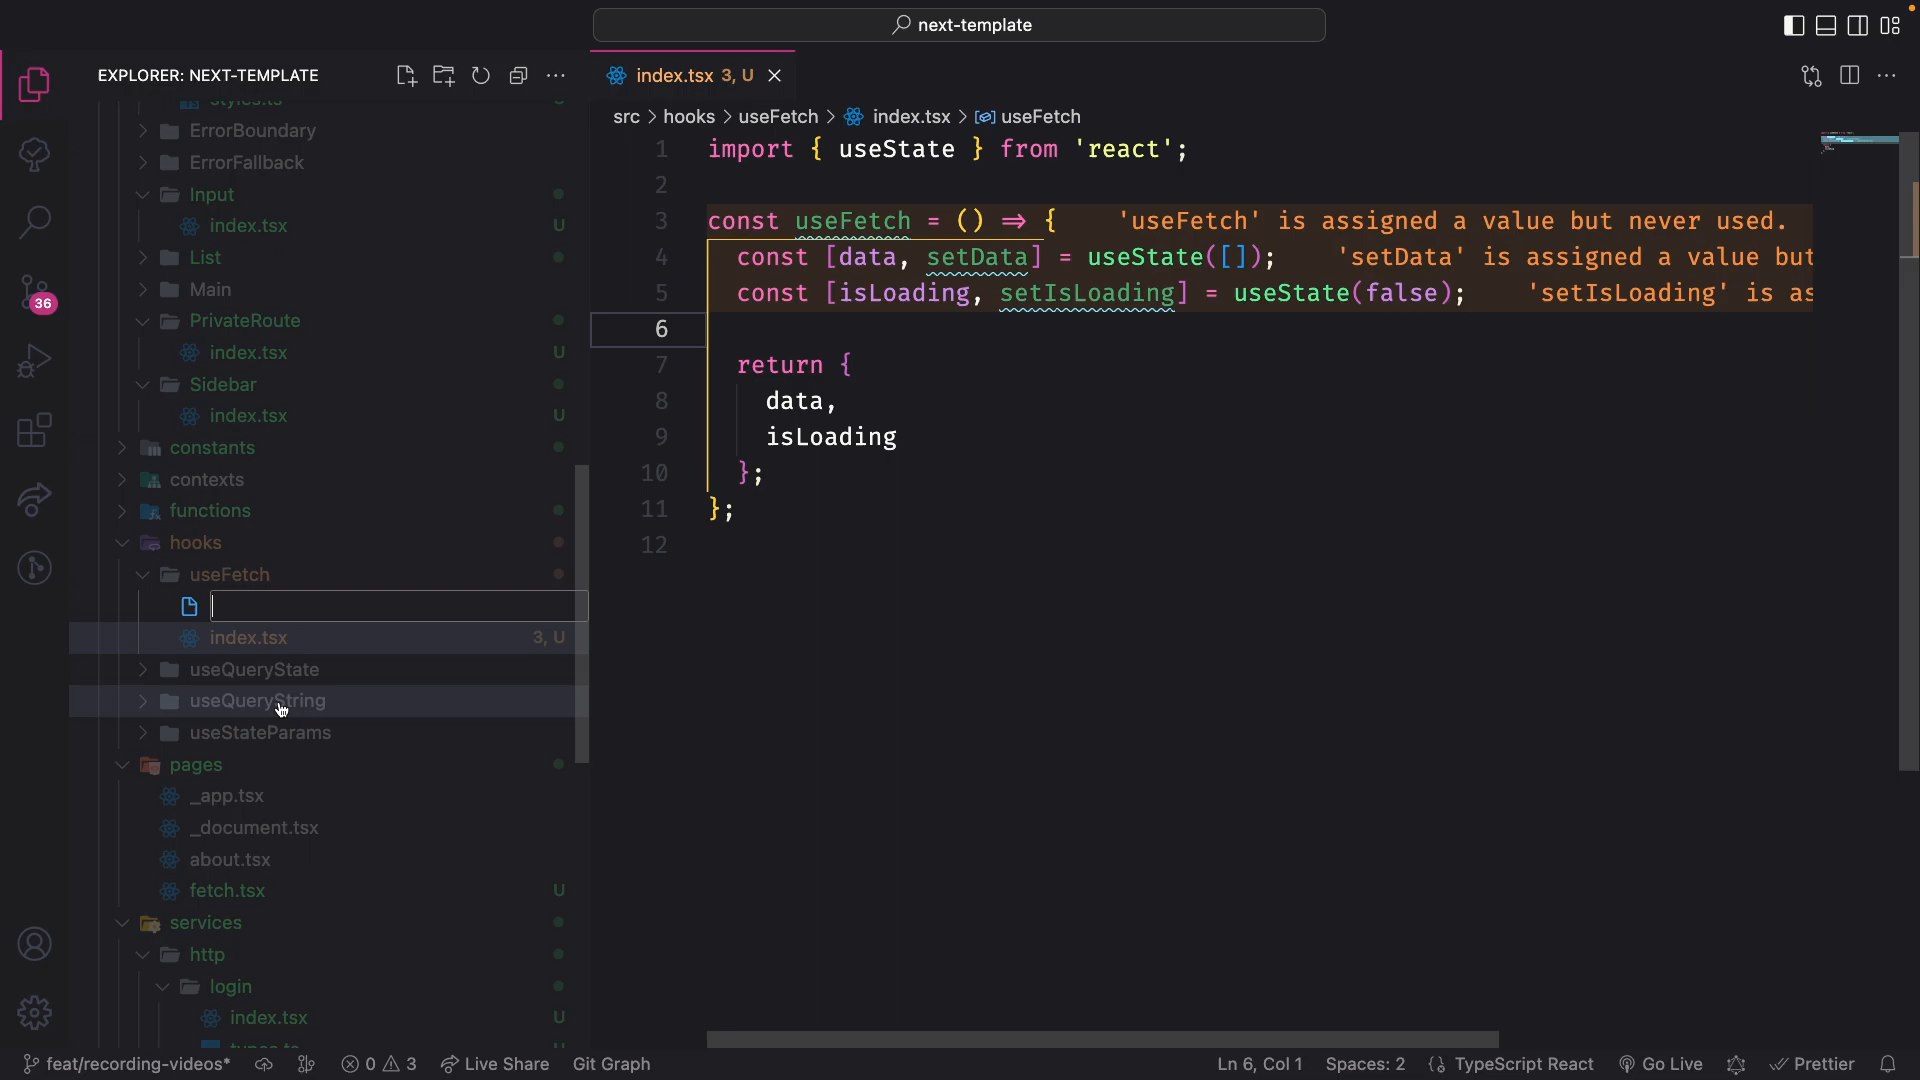 next-template
EXPLORER: NEXT-TEMPLATE
styles.ts
ErrorBoundary
ErrorFallback
Input
index.tsx U
List
Main
PrivateRoute
index.tsx U
Sidebar
index.tsx U
constants
contexts
functions
hooks
useFetch
index.tsx 3, U
useQueryState
useQueryString
useStateParams
pages
_app.tsx
_document.tsx
about.tsx
fetch.tsx U
services
http
login
index.tsx U
types.ts U
36
index.tsx 3, U
src > hooks > useFetch > index.tsx > useFetch
1 import { useState } from 'react';
2
3 const useFetch = () => { 'useFetch' is assigned a value but never used.
4 const [data, setData] = useState([]); 'setData' is assigned a value but
5 const [isLoading, setIsLoading] = useState(false); 'setIsLoading' is as
6
7 return {
8 data,
9 isLoading
10 };
11 };
12
feat/recording-videos* 0 3 Live Share Git Graph Ln 6, Col 1 Spaces: 2 {} TypeScript React Go Live Prettier